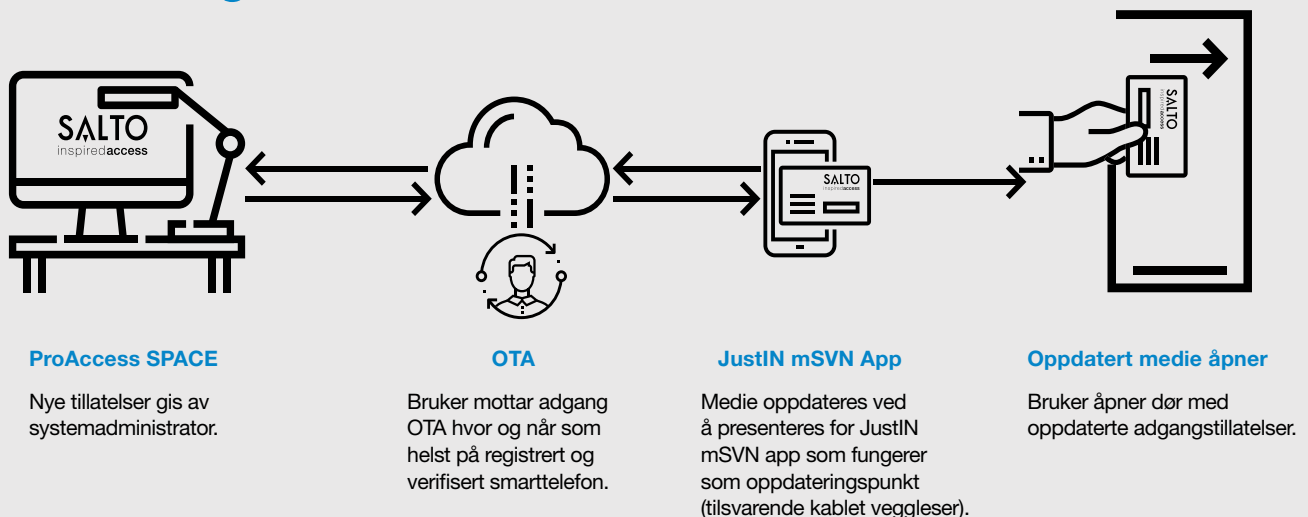 SALTO
inspiredaccess
SALTO
inspiredaccess
SALTO
inspiredaccess
ProAccess SPACE
Nye tillatelser gis av
systemadministrator.
OTA
Bruker mottar adgang
OTA hvor og når som
helst på registrert og
verifisert smarttelefon.
JustIN mSVN App
Medie oppdateres ved
å presenteres for JustIN
mSVN app som fungerer
som oppdateringspunkt
(tilsvarende kablet veggleser).
Oppdatert medie åpner
Bruker åpner dør med
oppdaterte adgangstillatelser.